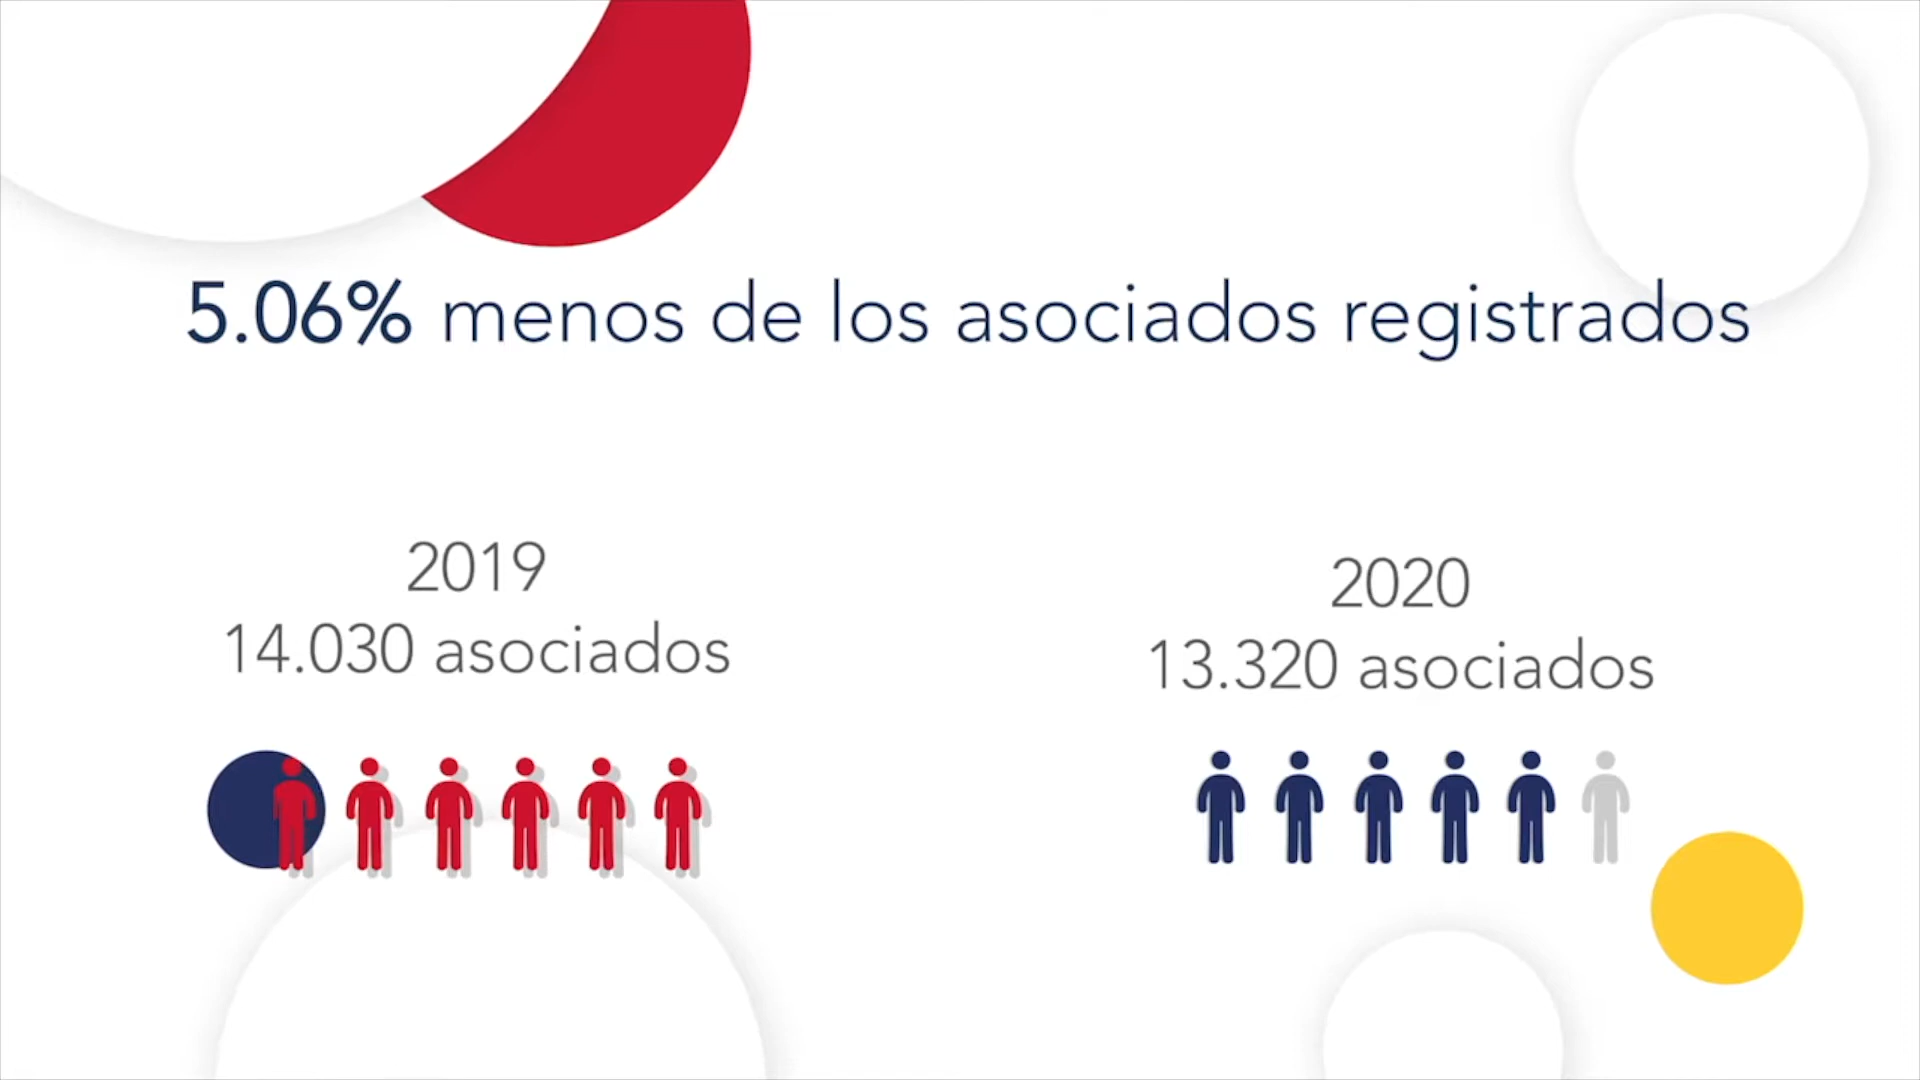 5.06% menos de los asociados registrados
2019
14.030 asociados
2020
13.320 asociados